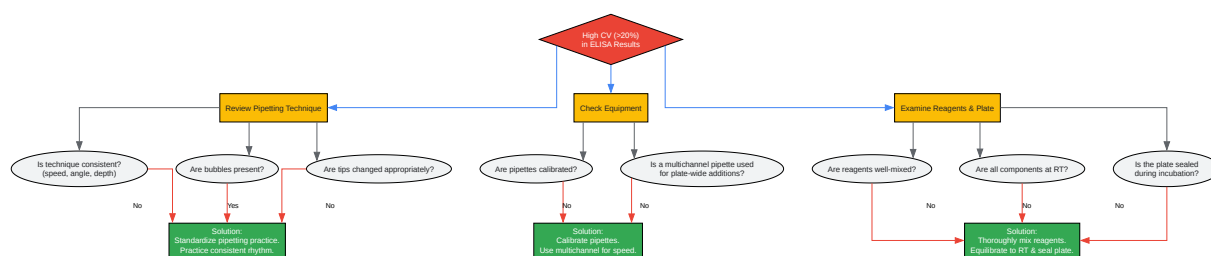 High CV (>20%)
in ELISA Results
Review Pipetting Technique
Check Equipment
Examine Reagents & Plate
Is technique consistent?
(speed, angle, depth)
Are bubbles present?
Are tips changed appropriately?
Are pipettes calibrated?
Is a multichannel pipette used
for plate-wide additions?
Are reagents well-mixed?
Are all components at RT?
Is the plate sealed
during incubation?
No
Yes
No
No
No
No
No
No
Solution:
Standardize pipetting practice.
Practice consistent rhythm.
Solution:
Calibrate pipettes.
Use multichannel for speed.
Solution:
Thoroughly mix reagents.
Equilibrate to RT & seal plate.